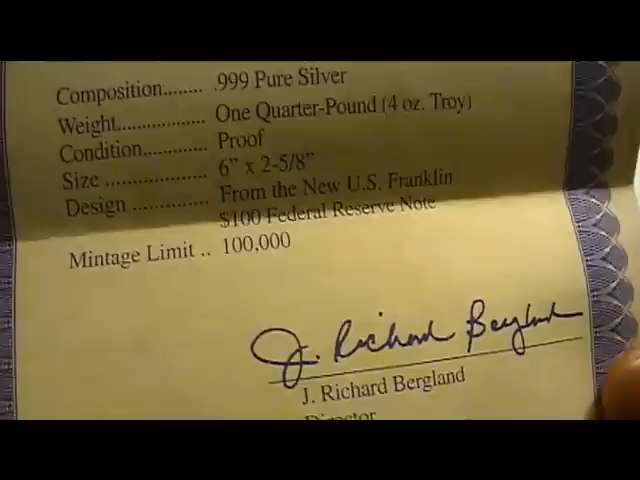 Composition........ .999 Pure Silver
Weight.................. One Quarter-Pound (4 oz. Troy)
Condition............. Proof
Size .................... 6” x 2-5/8”
Design ............... From the New U.S. Franklin
$100 Federal Reserve Note
Mintage Limit .. 100,000
J. Richard Bergland
J. Richard Bergland
Director